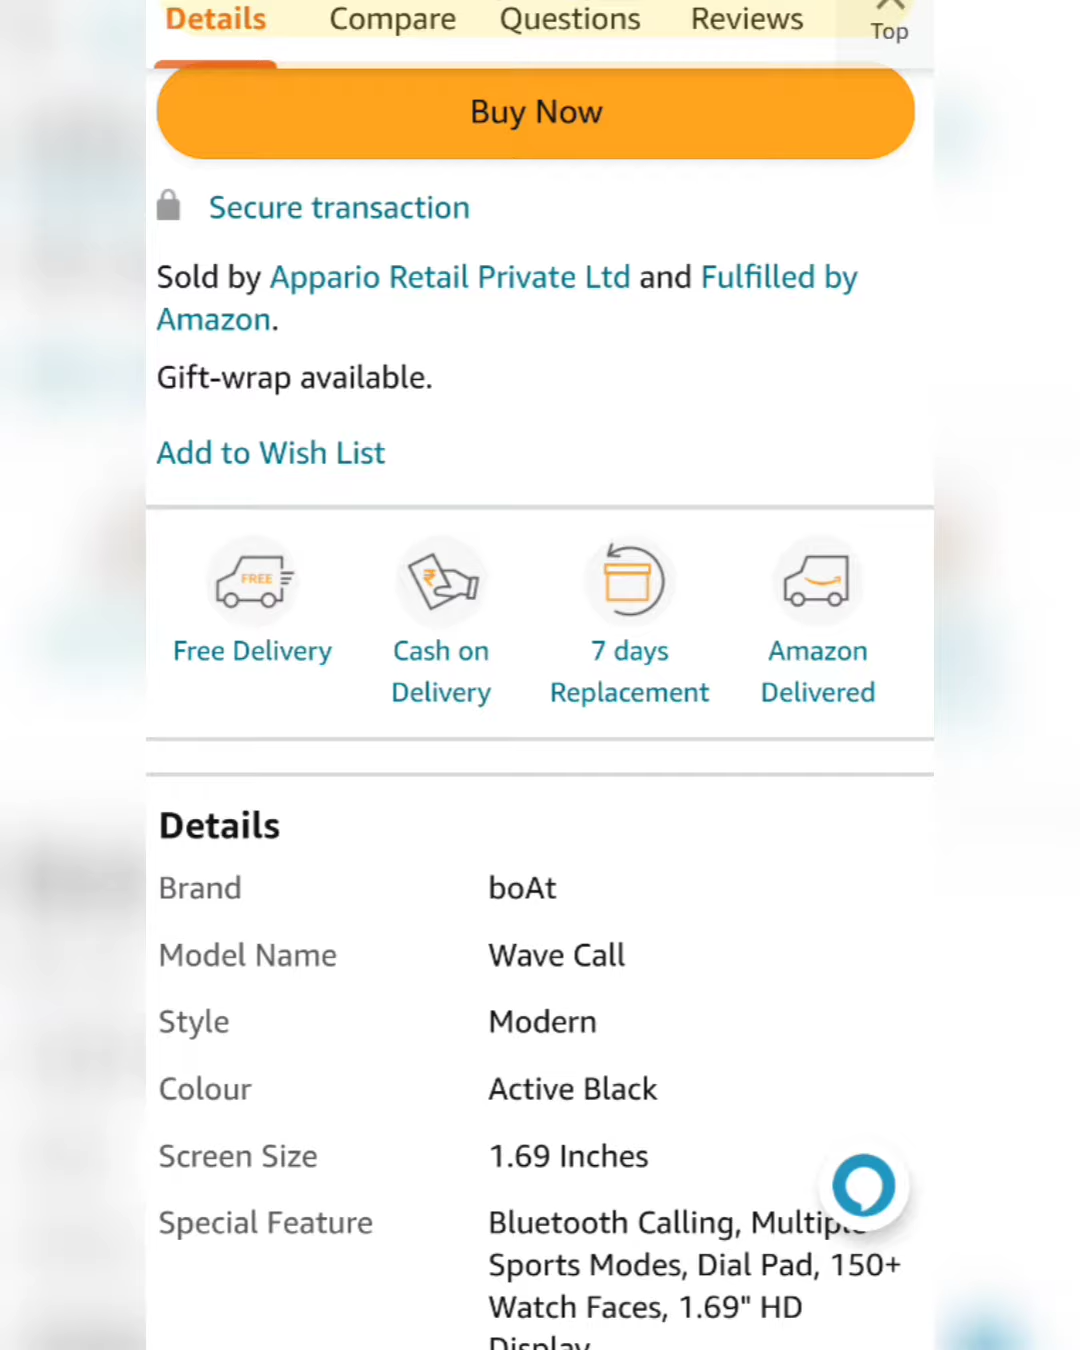 Details Compare Questions Reviews Top
Buy Now
Secure transaction
Sold by Appario Retail Private Ltd and Fulfilled by
Amazon.
Gift-wrap available.
Add to Wish List
FREE
₹
Free Delivery
Cash on
Delivery
7 days
Replacement
Amazon
Delivered
Details
Brand boAt
Model Name Wave Call
Style Modern
Colour Active Black
Screen Size 1.69 Inches
Special Feature Bluetooth Calling, Multiple
Sports Modes, Dial Pad, 150+
Watch Faces, 1.69" HD
Display